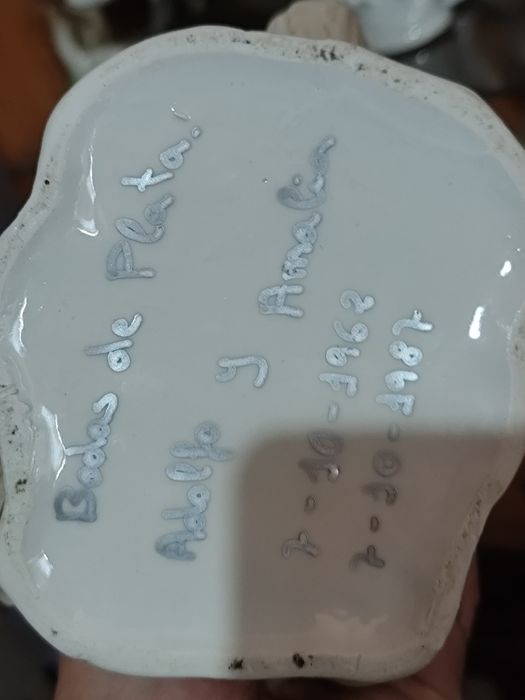 Bodas de Plata.
Adolfo y Amalia
7-10-1962
7-10-1987